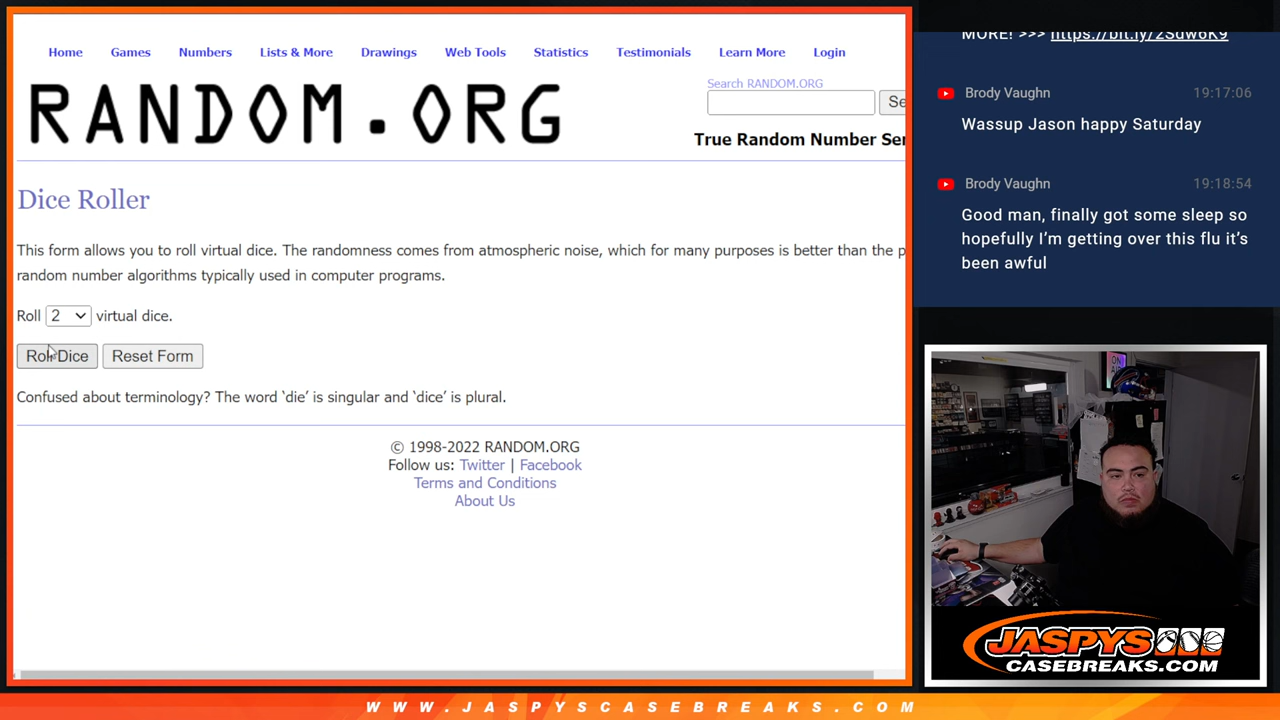 Home Games Numbers Lists & More Drawings Web Tools Statistics Testimonials Learn More Login
RANDOM.ORG
Search RANDOM.ORG
Se
True Random Number Ser
Dice Roller
This form allows you to roll virtual dice. The randomness comes from atmospheric noise, which for many purposes is better than the p
random number algorithms typically used in computer programs.
Roll 2 virtual dice.
Roll Dice Reset Form
Confused about terminology? The word ‘die’ is singular and ‘dice’ is plural.
© 1998-2022 RANDOM.ORG
Follow us: Twitter | Facebook
Terms and Conditions
About Us
MORE! >>> https://bit.ly/2Sdw6K9
Brody Vaughn 19:17:06
Wassup Jason happy Saturday
Brody Vaughn 19:18:54
Good man, finally got some sleep so
hopefully I’m getting over this flu it’s
been awful
ON
JASPYS
CASEBREAKS.COM
WWW.JASPYSCASEBREAKS.COM